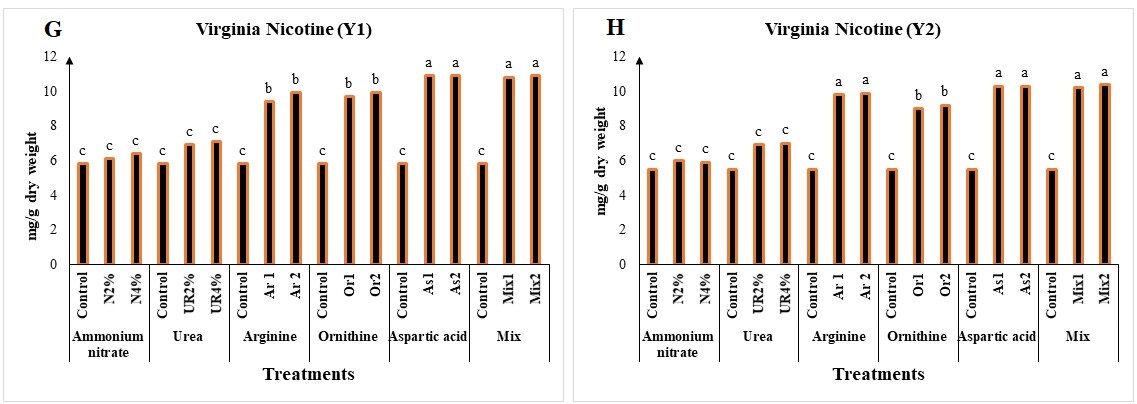 G
Virginia Nicotine (Y1)
12
10
8
6
4
2
0
mg/g dry weight
c c c c c c c b b c b b c a a c a a
Control N2% N4% Control UR2% UR4% Control Ar 1 Ar 2 Control Or1 Or2 Control As1 As2 Control Mix1 Mix2
Ammonium Urea Arginine Ornithine Aspartic acid Mix
nitrate
Treatments
H
Virginia Nicotine (Y2)
12
10
8
6
4
2
0
mg/g dry weight
c c c c c c c a a c b b c a a c a a
Control N2% N4% Control UR2% UR4% Control Ar 1 Ar 2 Control Or1 Or2 Control As1 As2 Control Mix1 Mix2
Ammonium Urea Arginine Ornithine Aspartic acid Mix
nitrate
Treatments